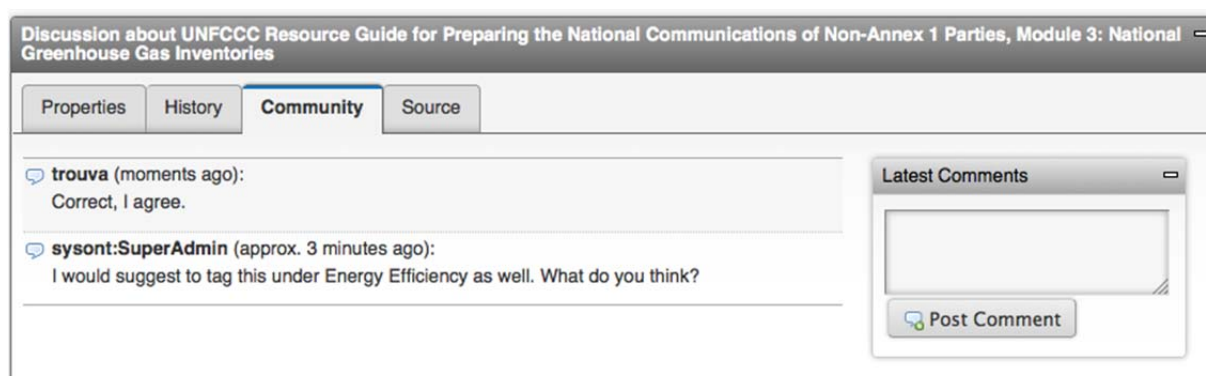 Discussion about UNFCCC Resource Guide for Preparing the National Communications of Non-Annex 1 Parties, Module 3: National
Greenhouse Gas Inventories
Properties
History
Community
Source
trouva (moments ago):
Correct, I agree.
sysont:SuperAdmin (approx. 3 minutes ago):
I would suggest to tag this under Energy Efficiency as well. What do you think?
Latest Comments
Post Comment